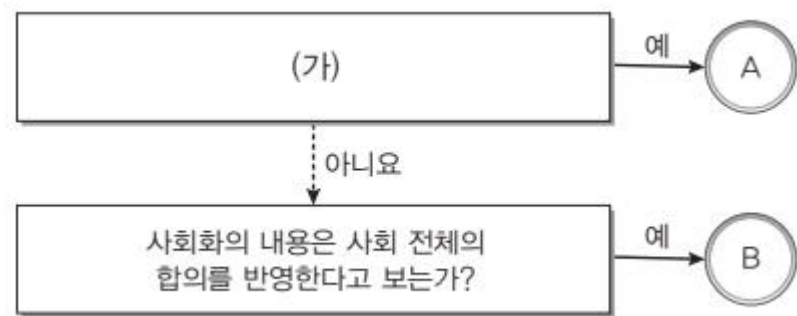 (가)
예
A
아니요
사회화의 내용은 사회 전체의
합의를 반영한다고 보는가?
예
B